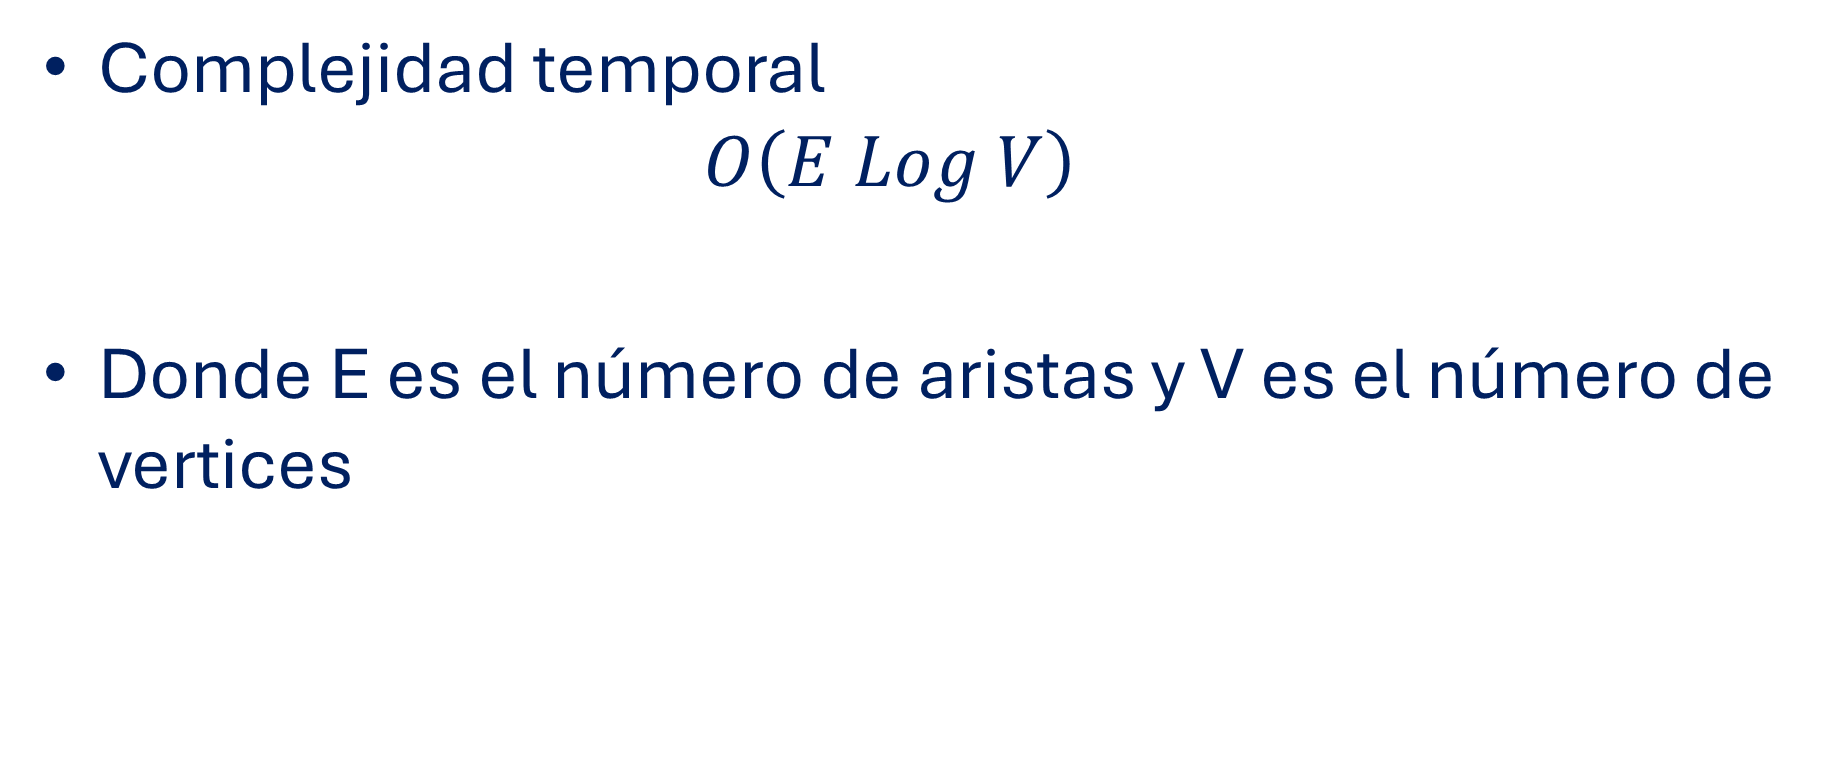 • Complejidad temporal
O(E Log V)
• Donde E es el número de aristas y V es el número de
vertices